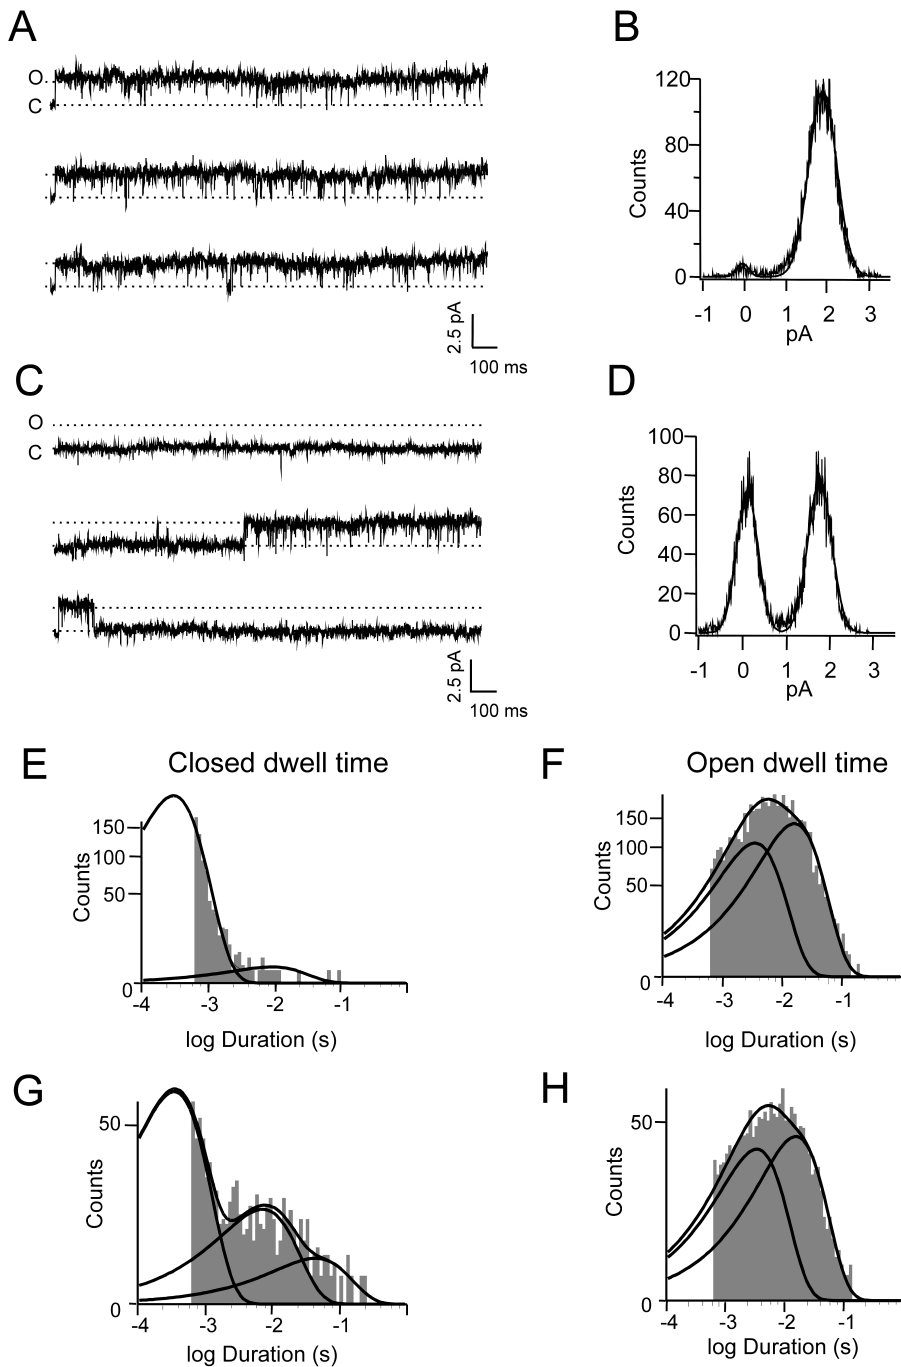 A
B
O
C
2.5 pA
100 ms
120
80
40
0
Counts
-1 0 1 2 3
pA
C
D
O
C
2.5 pA
100 ms
100
80
60
40
20
0
Counts
-1 0 1 2 3
pA
E
Closed dwell time
F
Open dwell time
150
100
50
0
Counts
-4 -3 -2 -1
log Duration (s)
150
100
50
0
Counts
-4 -3 -2 -1
log Duration (s)
G
H
50
0
Counts
-4 -3 -2 -1
log Duration (s)
50
0
Counts
-4 -3 -2 -1
log Duration (s)